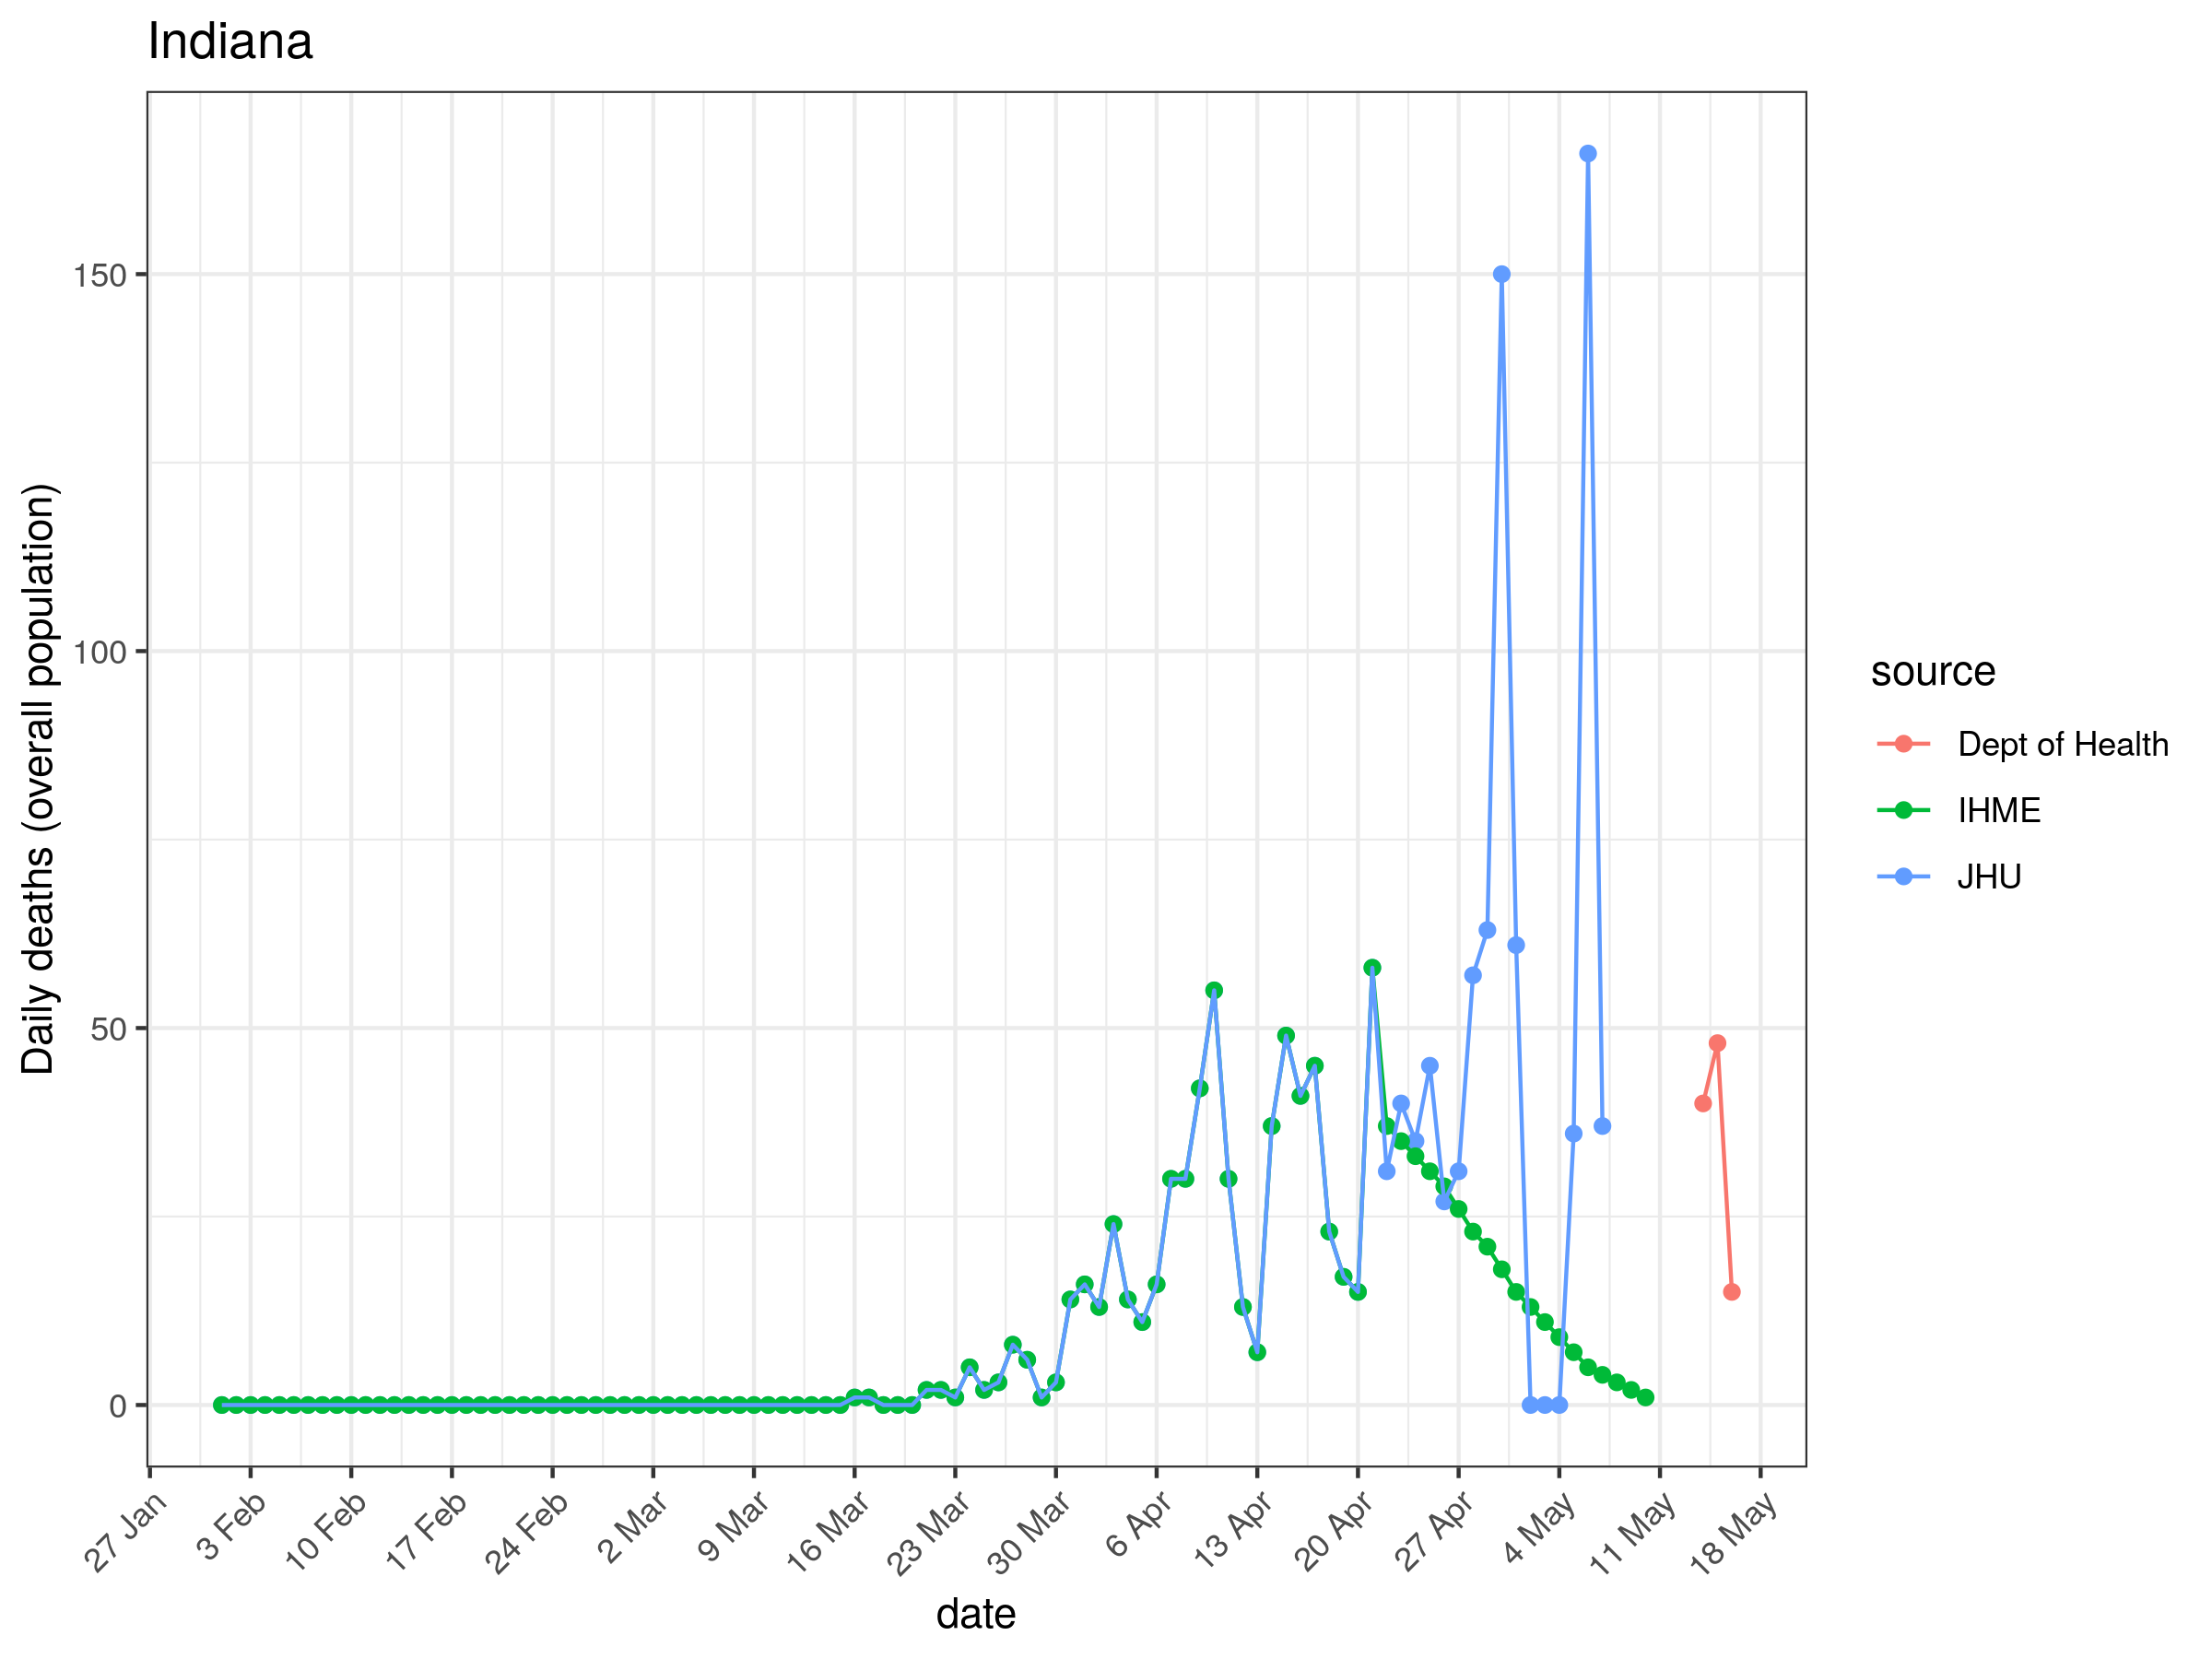 Indiana
Daily deaths (overall population)
150
100
50
0
27 Jan
3 Feb
10 Feb
17 Feb
24 Feb
2 Mar
9 Mar
16 Mar
23 Mar
30 Mar
6 Apr
13 Apr
20 Apr
27 Apr
4 May
11 May
18 May
date
source
Dept of Health
IHME
JHU